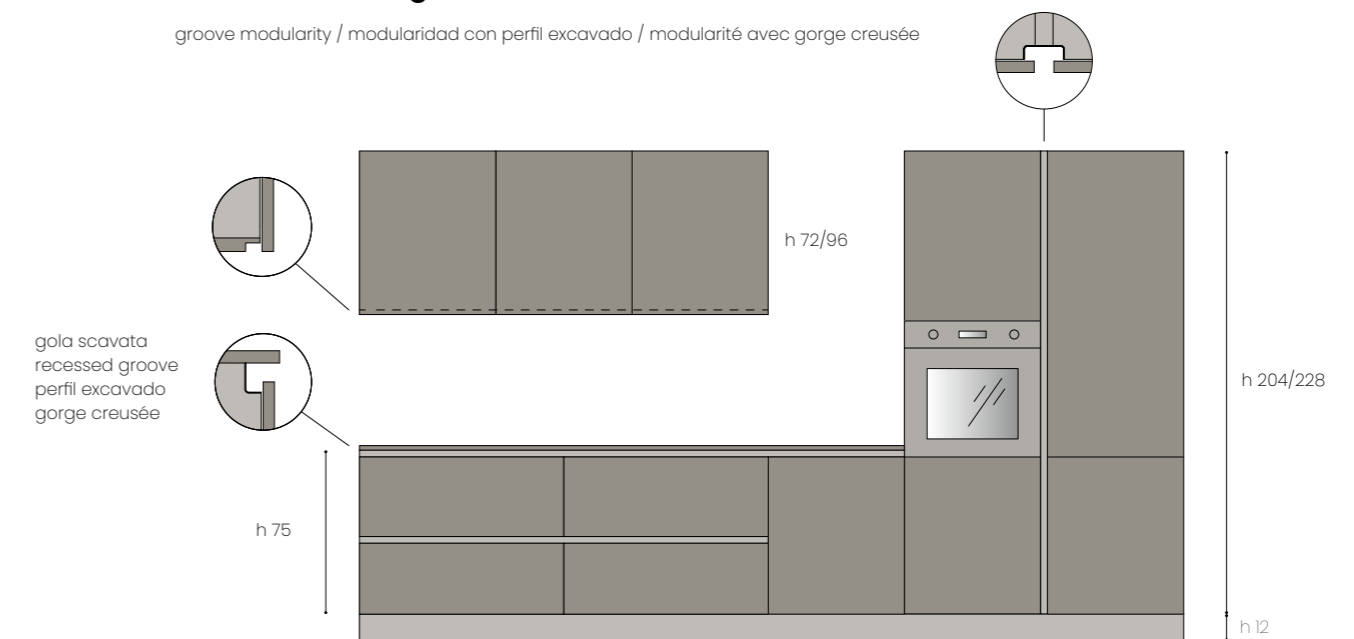 groove modularity / modularidad con perfil excavado / modularité avec gorge creusée
h 72/96
gola scavata
recessed groove
perfil excavado
gorge creusée
h 204/228
h 75
h 12